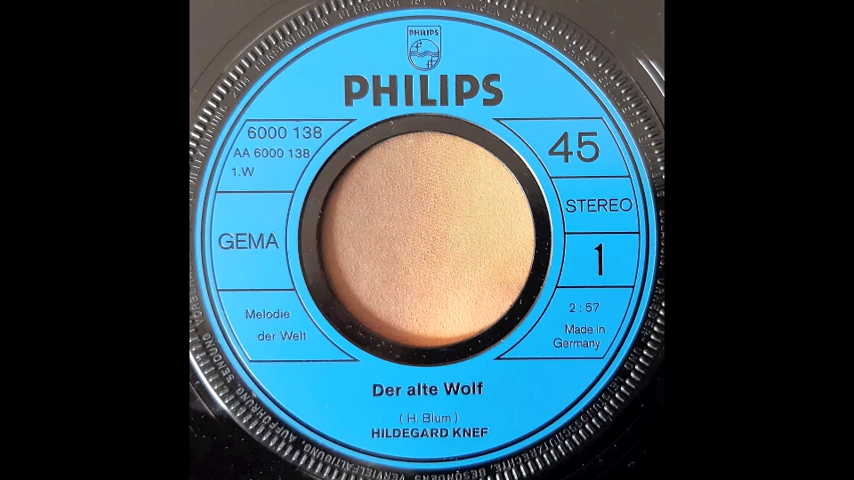 PHILIPS
PHILIPS
6000 138
AA 6000 138
1.W
45
STEREO
GEMA
1
Melodie
der Welt
2:57
Made in
Germany
Der alte Wolf
(H. Blum)
HILDEGARD KNEF